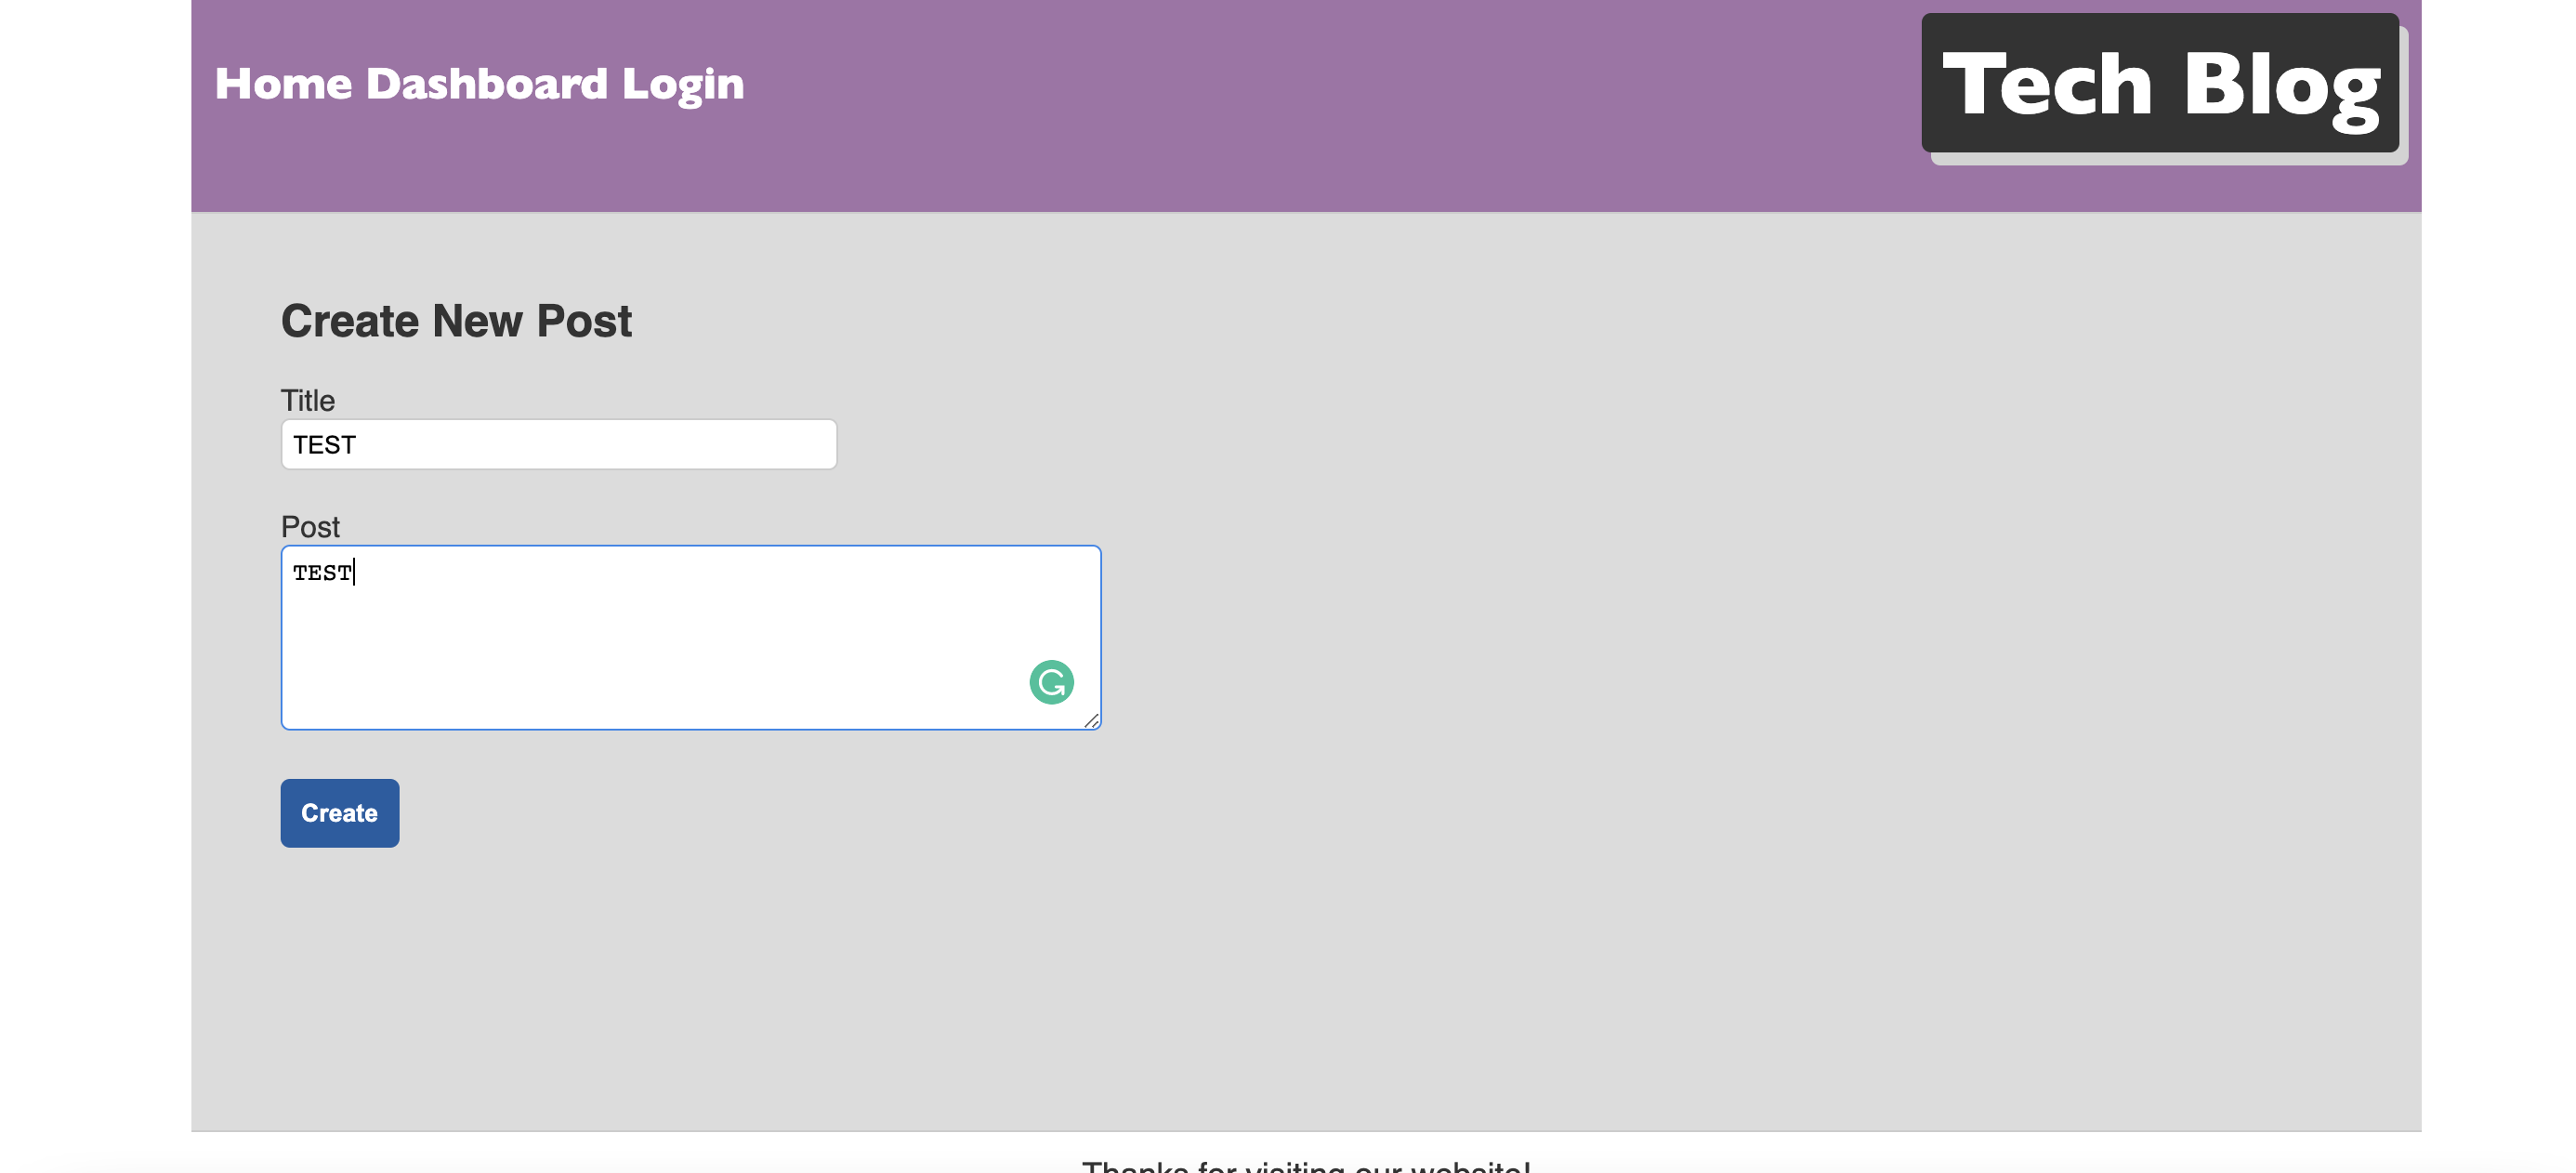 Home Dashboard Login
Tech Blog
Create New Post
Title
TEST
Post
TEST
Create
Thanks for visiting our website!